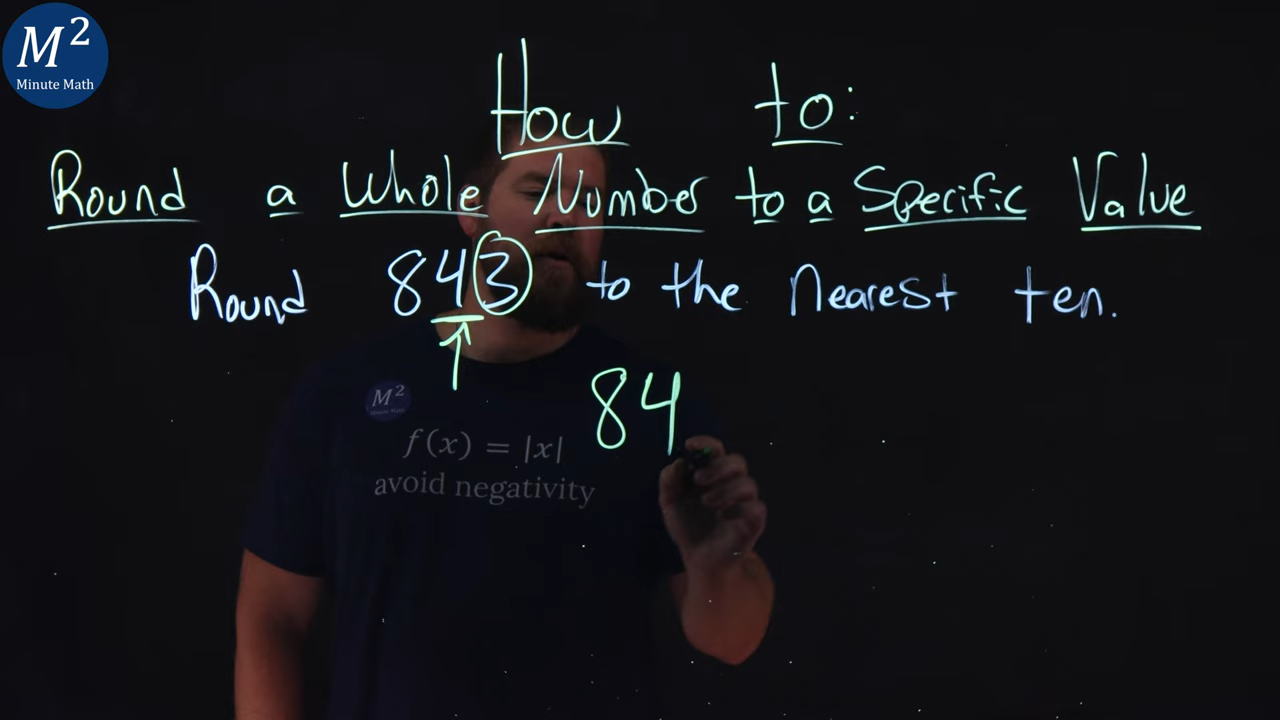 M²
Minute Math
How to:
Round a Whole Number to a Specific Value
Round 843 to the nearest ten.
84
M²
Minute Math
f(x) = |x|
avoid negativity